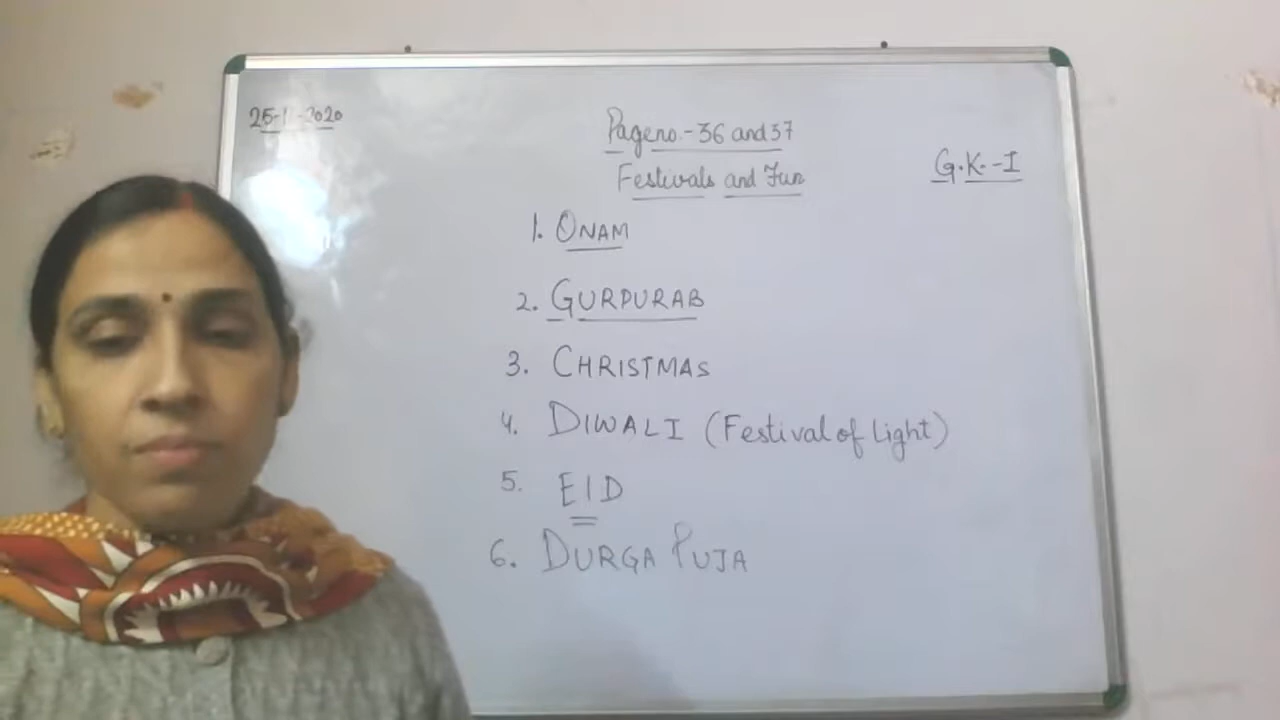 25-11-2020
Page no.-36 and 37
Festivals and Fun
G.K.-I
1. ONAM
2. GURPURAB
3. CHRISTMAS
4. DIWALI (Festival of light)
5. EID
6. DURGA PUJA